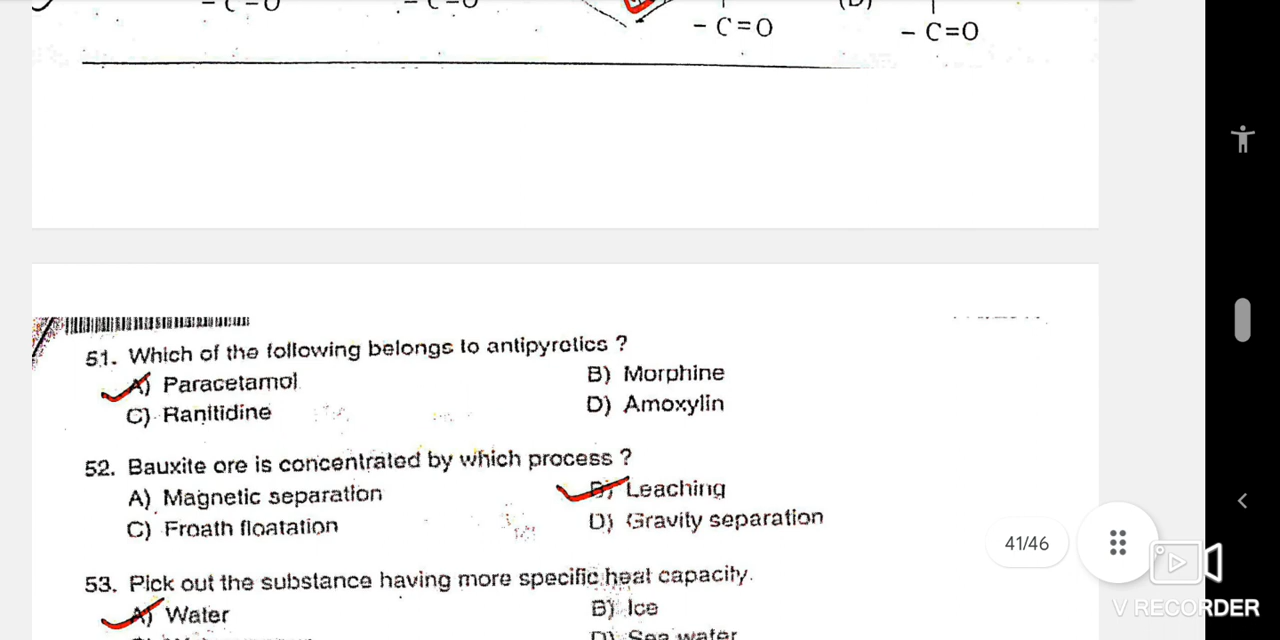 - C=O
- C=O
- C=O
(D)
- C=O
51. Which of the following belongs to antipyretics ?
A) Paracetamol
B) Morphine
C) Ranitidine
D) Amoxylin
52. Bauxite ore is concentrated by which process ?
A) Magnetic separation
B) Leaching
C) Froath floatation
D) Gravity separation
53. Pick out the substance having more specific heat capacity.
A) Water
B) Ice
D) Sea water
41/46
V RECORDER